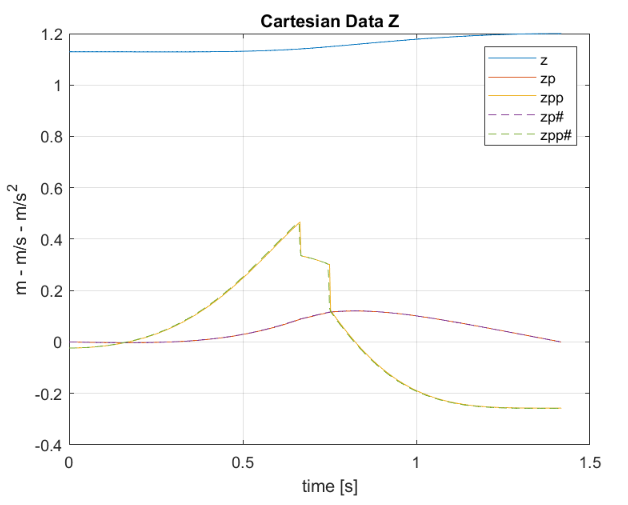 Cartesian Data Z
1.2
1
0.8
0.6
0.4
0.2
0
-0.2
-0.4
m - m/s - m/s²
z
zp
zpp
zp#
zpp#
0
0.5
1
1.5
time [s]